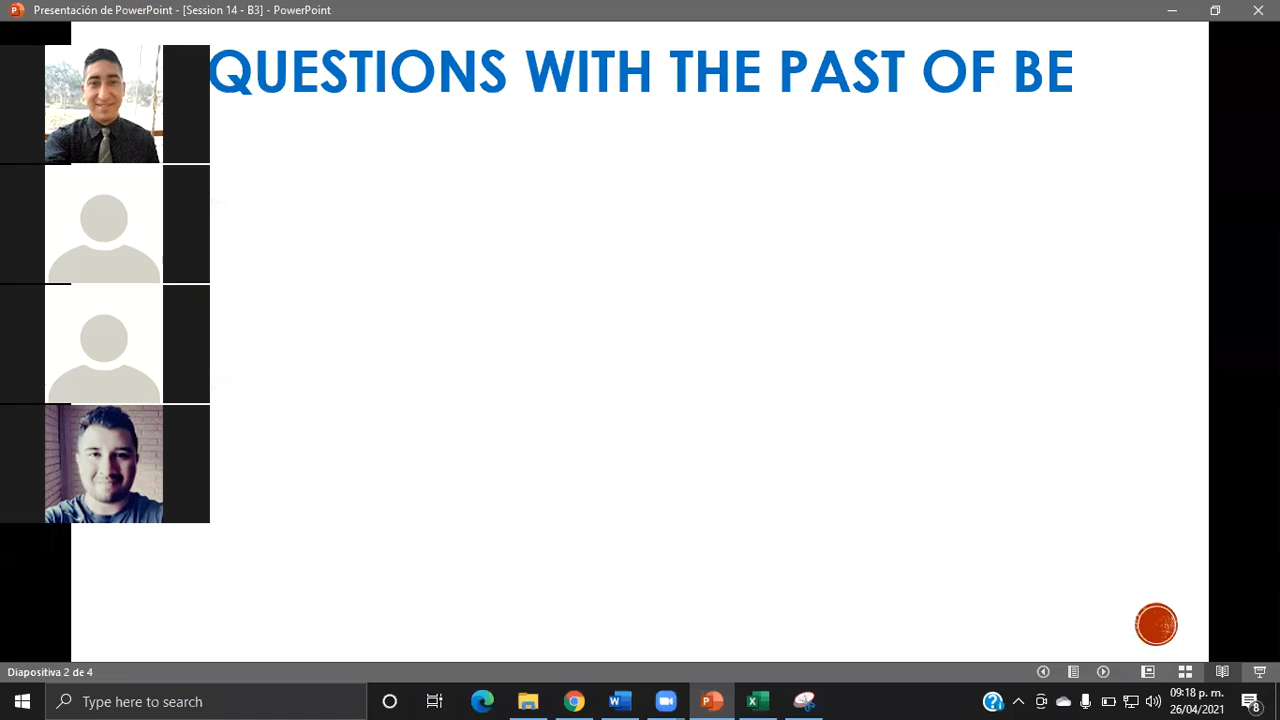 Presentación de PowerPoint - [Session 14 - B3] - PowerPoint
QUESTIONS WITH THE PAST OF BE
Diapositiva 2 de 4
Type here to search
09:18 p. m.
26/04/2021
8